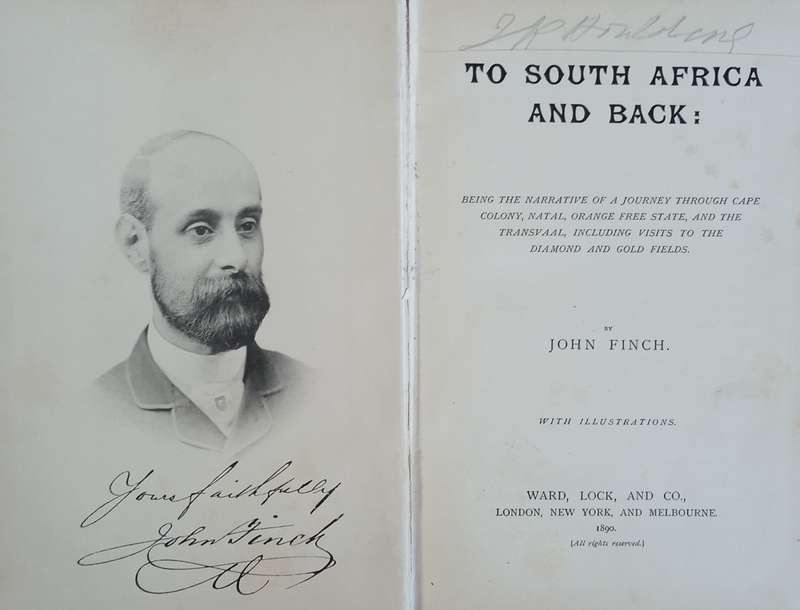 Yours faithfully
John Finch
TO SOUTH AFRICA
AND BACK:
BEING THE NARRATIVE OF A JOURNEY THROUGH CAPE
COLONY, NATAL, ORANGE FREE STATE, AND THE
TRANSVAAL, INCLUDING VISITS TO THE
DIAMOND AND GOLD FIELDS.
BY
JOHN FINCH.
WITH ILLUSTRATIONS.
WARD, LOCK, AND CO.,
LONDON, NEW YORK, AND MELBOURNE.
1890.
[All rights reserved.]